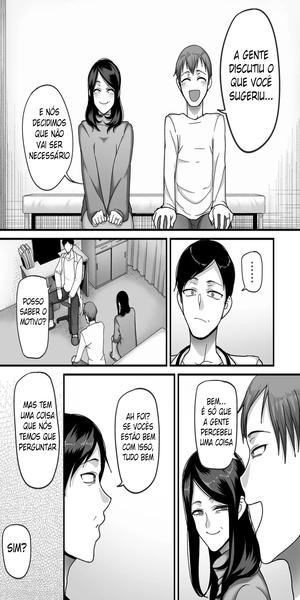 A GENTE
DISCUTIU O
QUE VOCÊ
SUGERIU...
E NÓS
DECIDIMOS
QUE NÃO
VAI SER
NECESSÁRIO
.....
POSSO
SABER O
MOTIVO?
BEM...
É SÓ QUE
A GENTE
PERCEBEU
UMA COISA
AH FOI?
SE VOCÊS
ESTÃO BEM
COM ISSO,
TUDO BEM
MAS TEM
UMA COISA
QUE NÓS
TEMOS QUE
PERGUNTAR.
SIM?